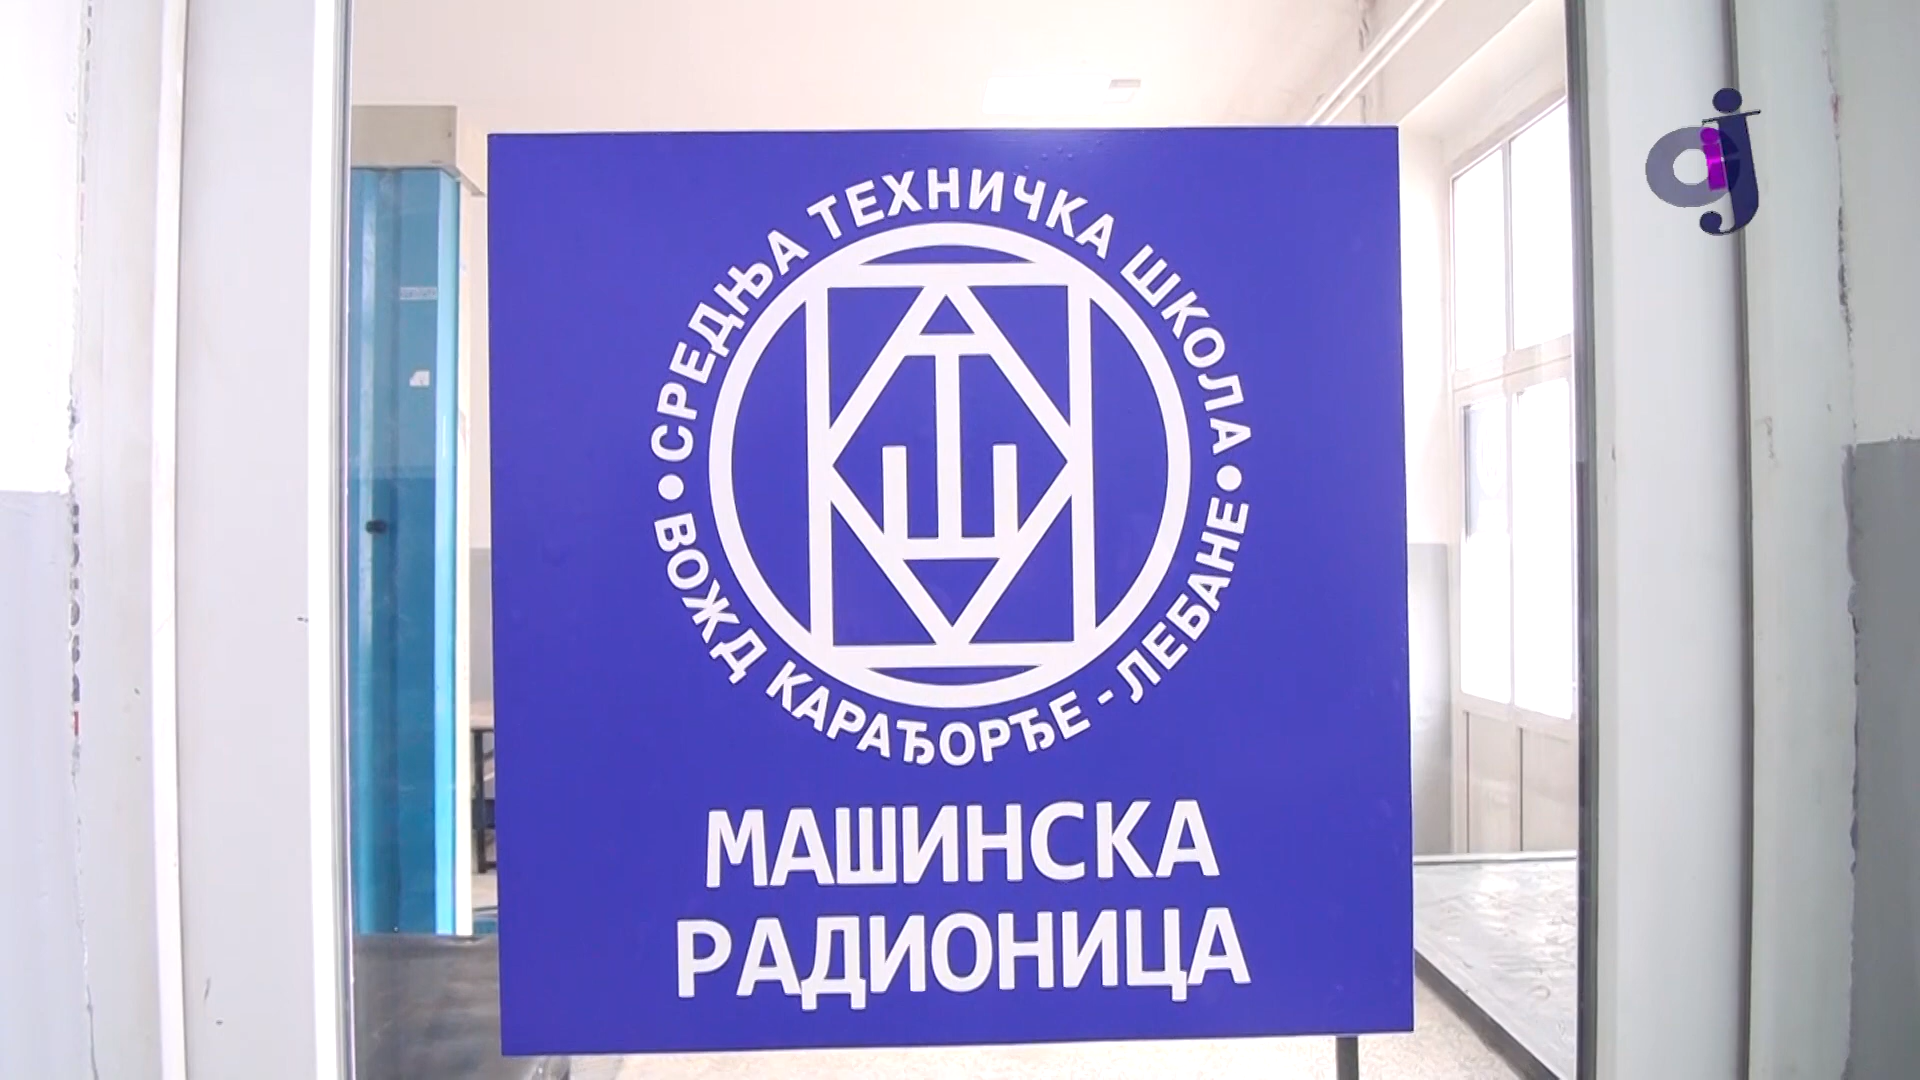 СРЕДЊА ТЕХНИЧКА ШКОЛА
ВОЖД КАРАЂОРЂЕ - ЛЕБАНЕ
МАШИНСКА
РАДИОНИЦА